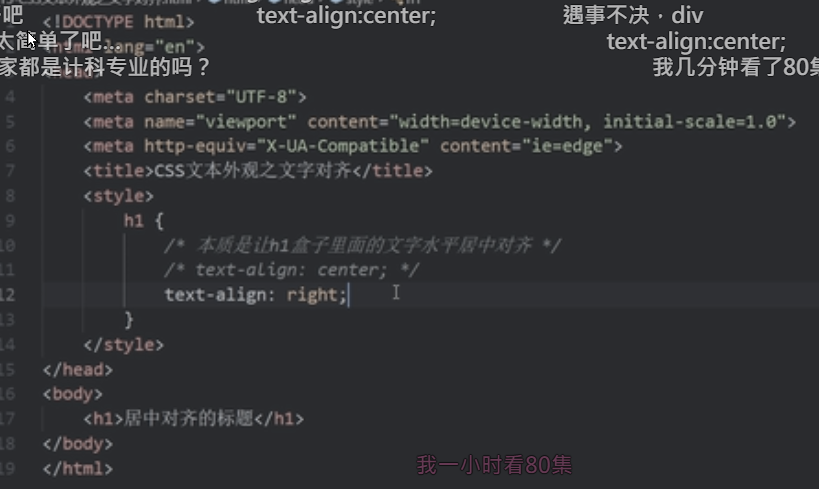 吧 <!DOCTYPE html> text-align:center; 遇事不决·div
太简单了吧... <html lang="en"> text-align:center;
家都是计科专业的吗？ 我几分钟看了80集
4 <meta charset="UTF-8">
5 <meta name="viewport" content="width=device-width, initial-scale=1.0">
6 <meta http-equiv="X-UA-Compatible" content="ie=edge">
7 <title>CSS文本外观之文字对齐</title>
8 <style>
9 h1 {
10 /* 本质是让h1盒子里面的文字水平居中对齐 */
11 /* text-align: center; */
12 text-align: right;
13 }
14 </style>
15 </head>
16 <body>
17 <h1>居中对齐的标题</h1>
18 </body>
19 </html>
我一小时看80集